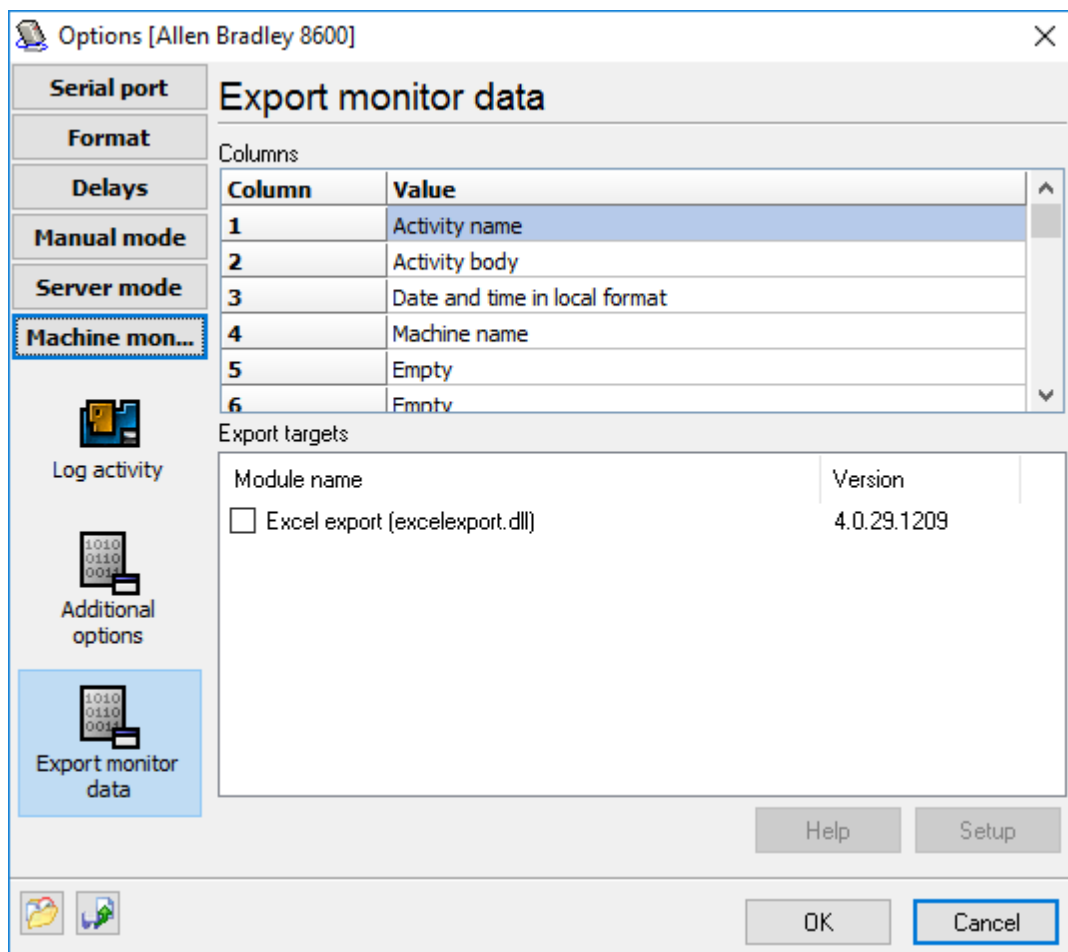 Options [Allen Bradley 8600]
Serial port
Format
Delays
Manual mode
Server mode
Machine mon...
Log activity
Additional
options
Export monitor
data
Export monitor data
Columns
Column Value
1 Activity name
2 Activity body
3 Date and time in local format
4 Machine name
5 Empty
6 Empty
Export targets
Module name Version
Excel export (excelexport.dll) 4.0.29.1209
Help Setup
OK Cancel